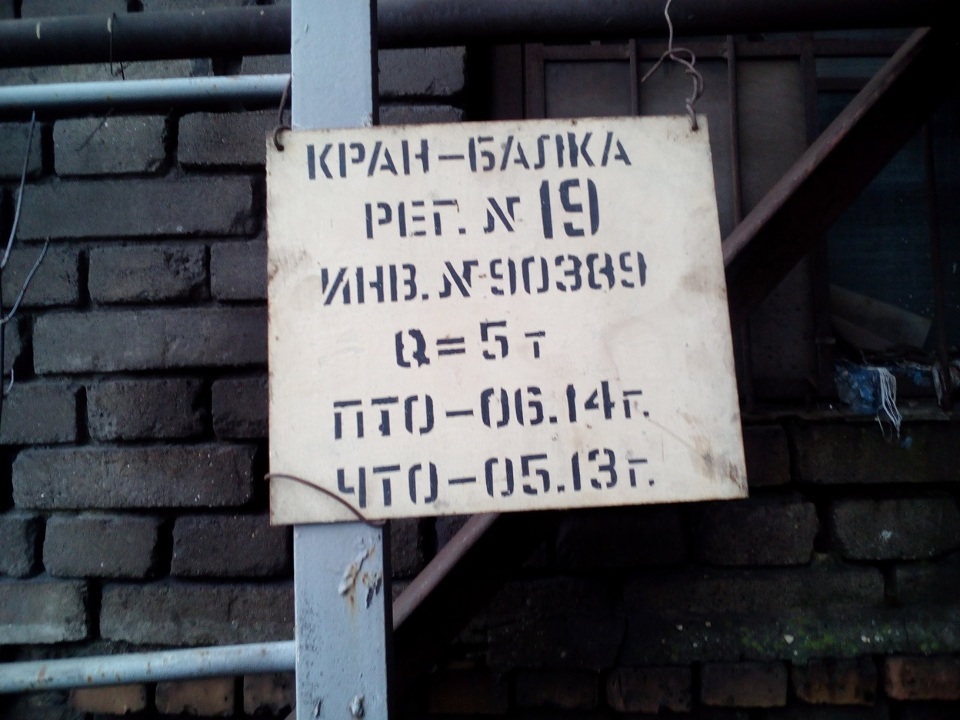 КРАН-БАЛКА
РЕГ. № 19
ИНВ. № 90389
Q = 5 т
ПТО - 06.14г.
ЧТО - 05.13г.